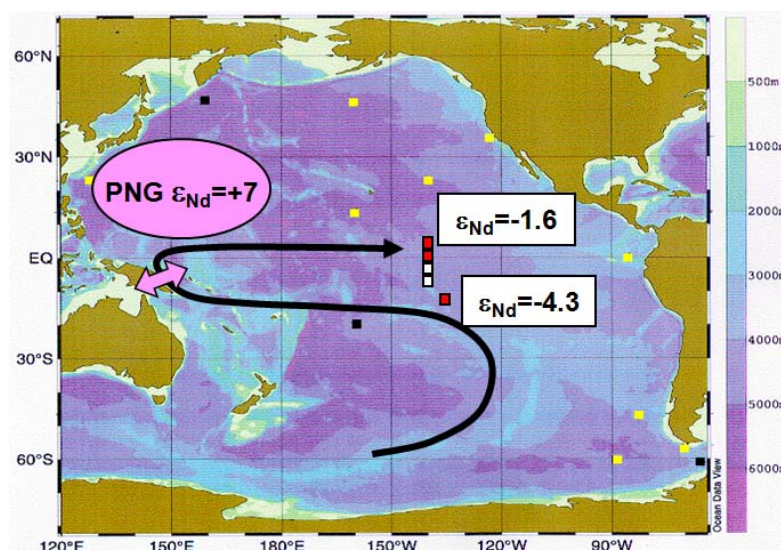 60°N
30°N
EQ
30°S
60°S
PNG εNd=+7
εNd=-1.6
εNd=-4.3
120°E
150°E
180°E
150°W
120°W
90°W
500m
1000m
2000m
3000m
4000m
5000m
6000m
Ocean Data View